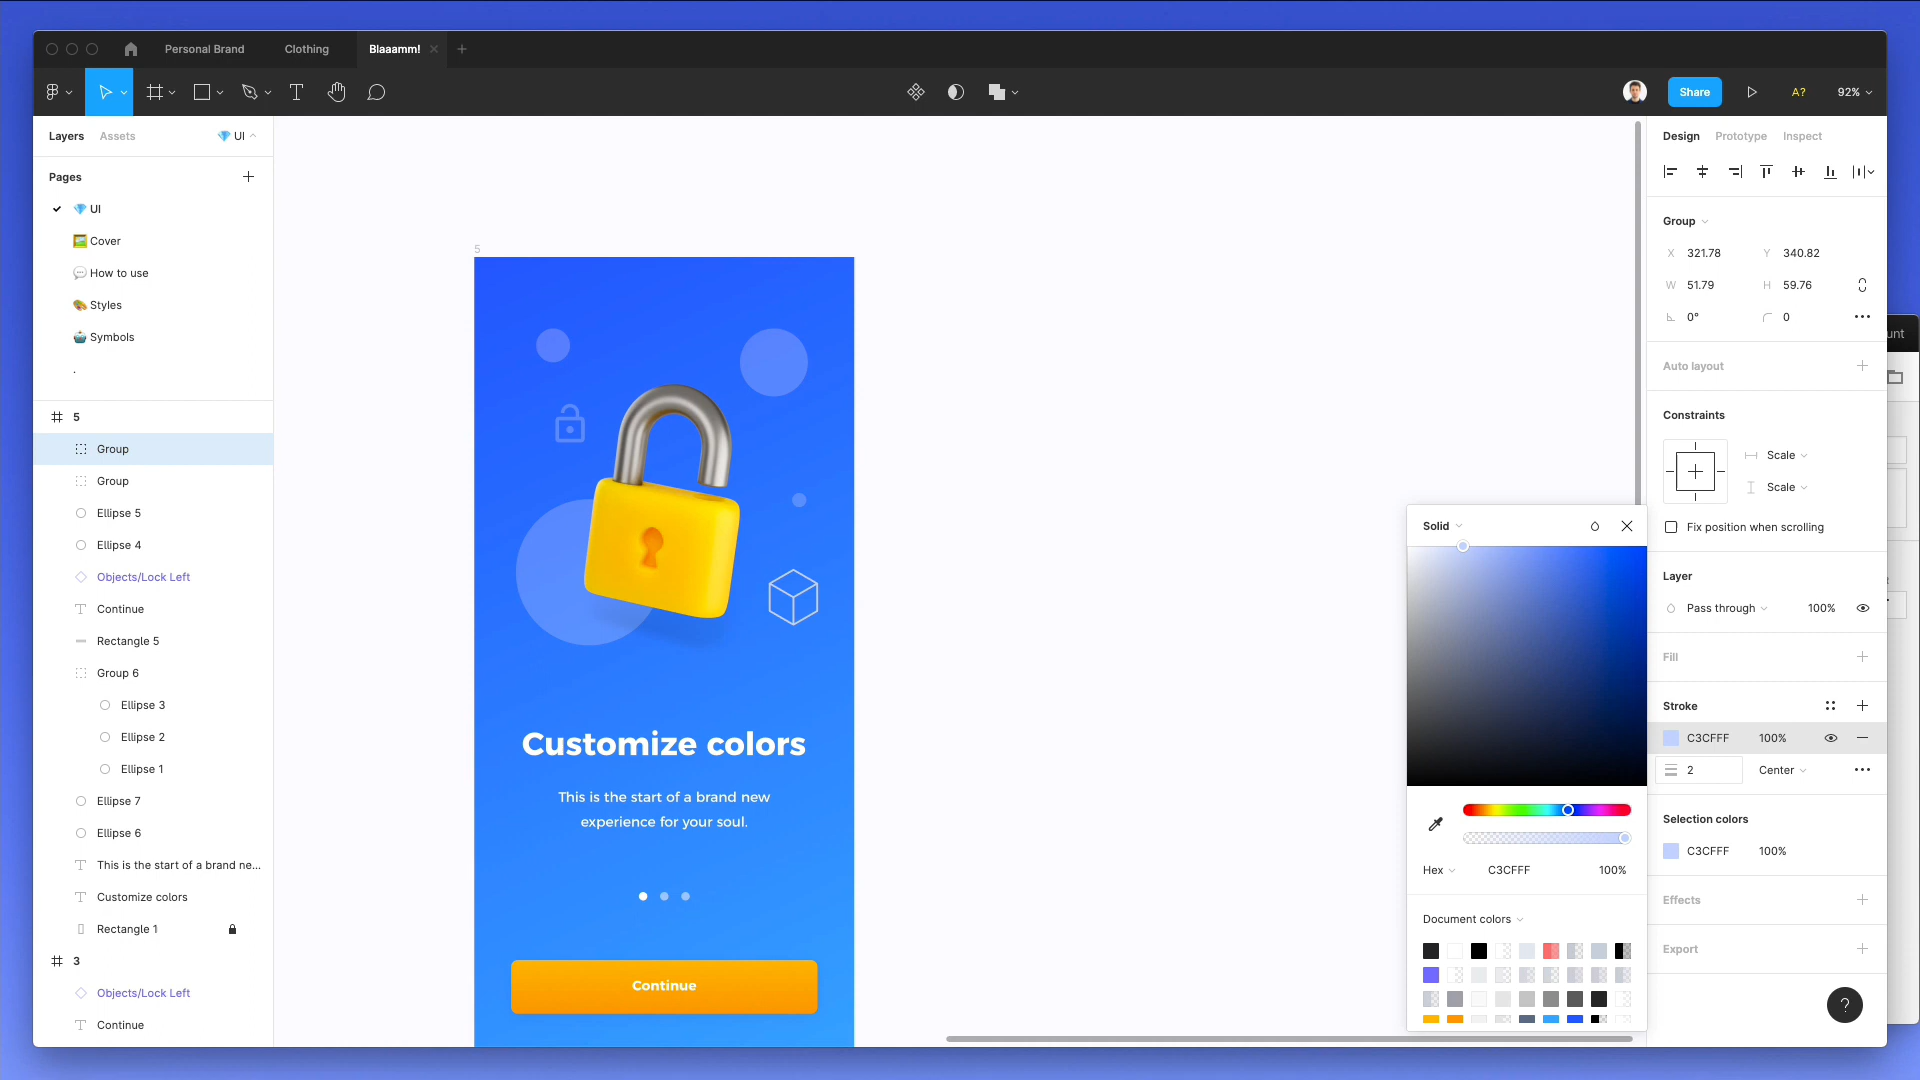 Personal Brand
Clothing
Blaaamm!
Share
A?
92%
Layers
Assets
UI
Pages
UI
Cover
How to use
Styles
Symbols
.
5
Group
Group
Ellipse 5
Ellipse 4
Objects/Lock Left
Continue
Rectangle 5
Group 6
Ellipse 3
Ellipse 2
Ellipse 1
Ellipse 7
Ellipse 6
This is the start of a brand ne...
Customize colors
Rectangle 1
3
Objects/Lock Left
Continue
5
Customize colors
This is the start of a brand new
experience for your soul.
Continue
Solid
Hex
C3CFFF
100%
Document colors
Design
Prototype
Inspect
Group
X 321.78
Y 340.82
W 51.79
H 59.76
0°
0
Auto layout
Constraints
Scale
Scale
Fix position when scrolling
Layer
Pass through
100%
Fill
Stroke
C3CFFF
100%
2
Center
Selection colors
C3CFFF
100%
Effects
Export
?
unt